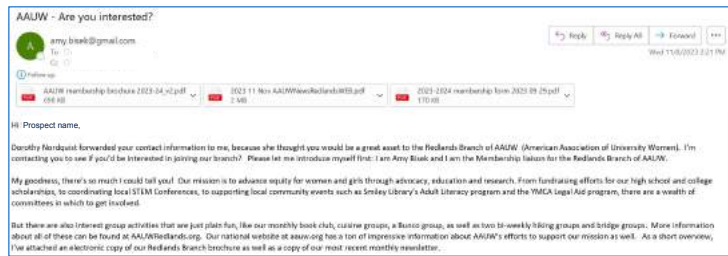 AAUW - Are you interested?
A
amy.bisek@gmail.com
Reply Reply All Forward
To
Wed 11/8/2023 3:21 PM
Follow up
AAUW membership brochure 2023-24_v2.pdf
698 KB
2023 11 Nov AAUWNewsRedlandsWEB.pdf
2 MB
2023-2024 membership form 2023 09 29.pdf
170 KB
Hi Prospect name,
Dorothy Nordquist forwarded your contact information to me, because she thought you would be a great asset to the Redlands Branch of AAUW (American Association of University Women). I'm
contacting you to see if you'd be interested in joining our branch? Please let me introduce myself first: I am Amy Bisek and I am the Membership liaison for the Redlands Branch of AAUW.
My goodness, there's so much I could tell you! Our mission is to advance equity for women and girls through advocacy, education and research. From fundraising efforts for our high school and college
scholarships, to coordinating local STEM Conferences, to supporting local community events such as Smiley Library's Adult Literacy program and the YMCA Legal Aid program, there are a wealth of
committees in which to get involved.
But there are also interest group activities that are just plain fun, like our monthly book club, cuisine groups, a Bunco group, as well as two bi-weekly hiking groups and bridge groups. More information
about all of these can be found at AAUWRedlands.org. Our national website at aauw.org has a ton of impressive information about AAUW's efforts to support our mission as well. As a short overview,
I've attached an electronic copy of our Redlands Branch brochure as well as a copy of our most recent monthly newsletter.